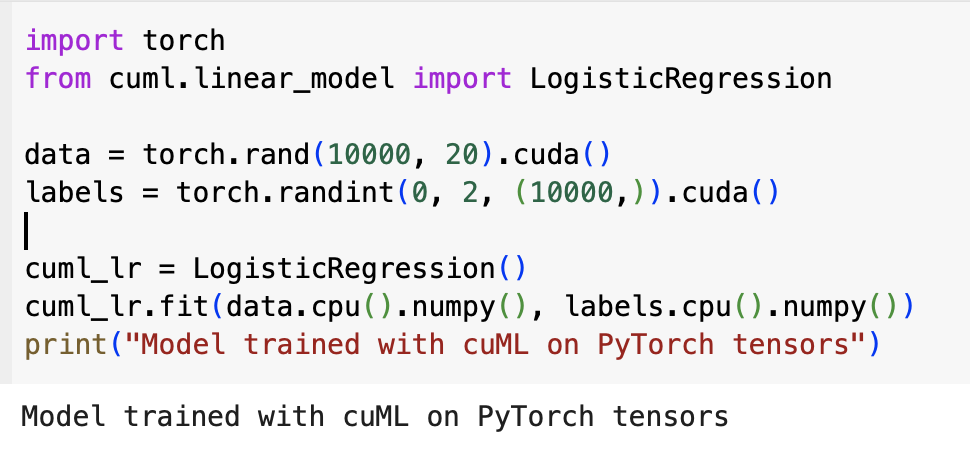 import torch
from cuml.linear_model import LogisticRegression
data = torch.rand(10000, 20).cuda()
labels = torch.randint(0, 2, (10000,)).cuda()
cuml_lr = LogisticRegression()
cuml_lr.fit(data.cpu().numpy(), labels.cpu().numpy())
print("Model trained with cuML on PyTorch tensors")
Model trained with cuML on PyTorch tensors